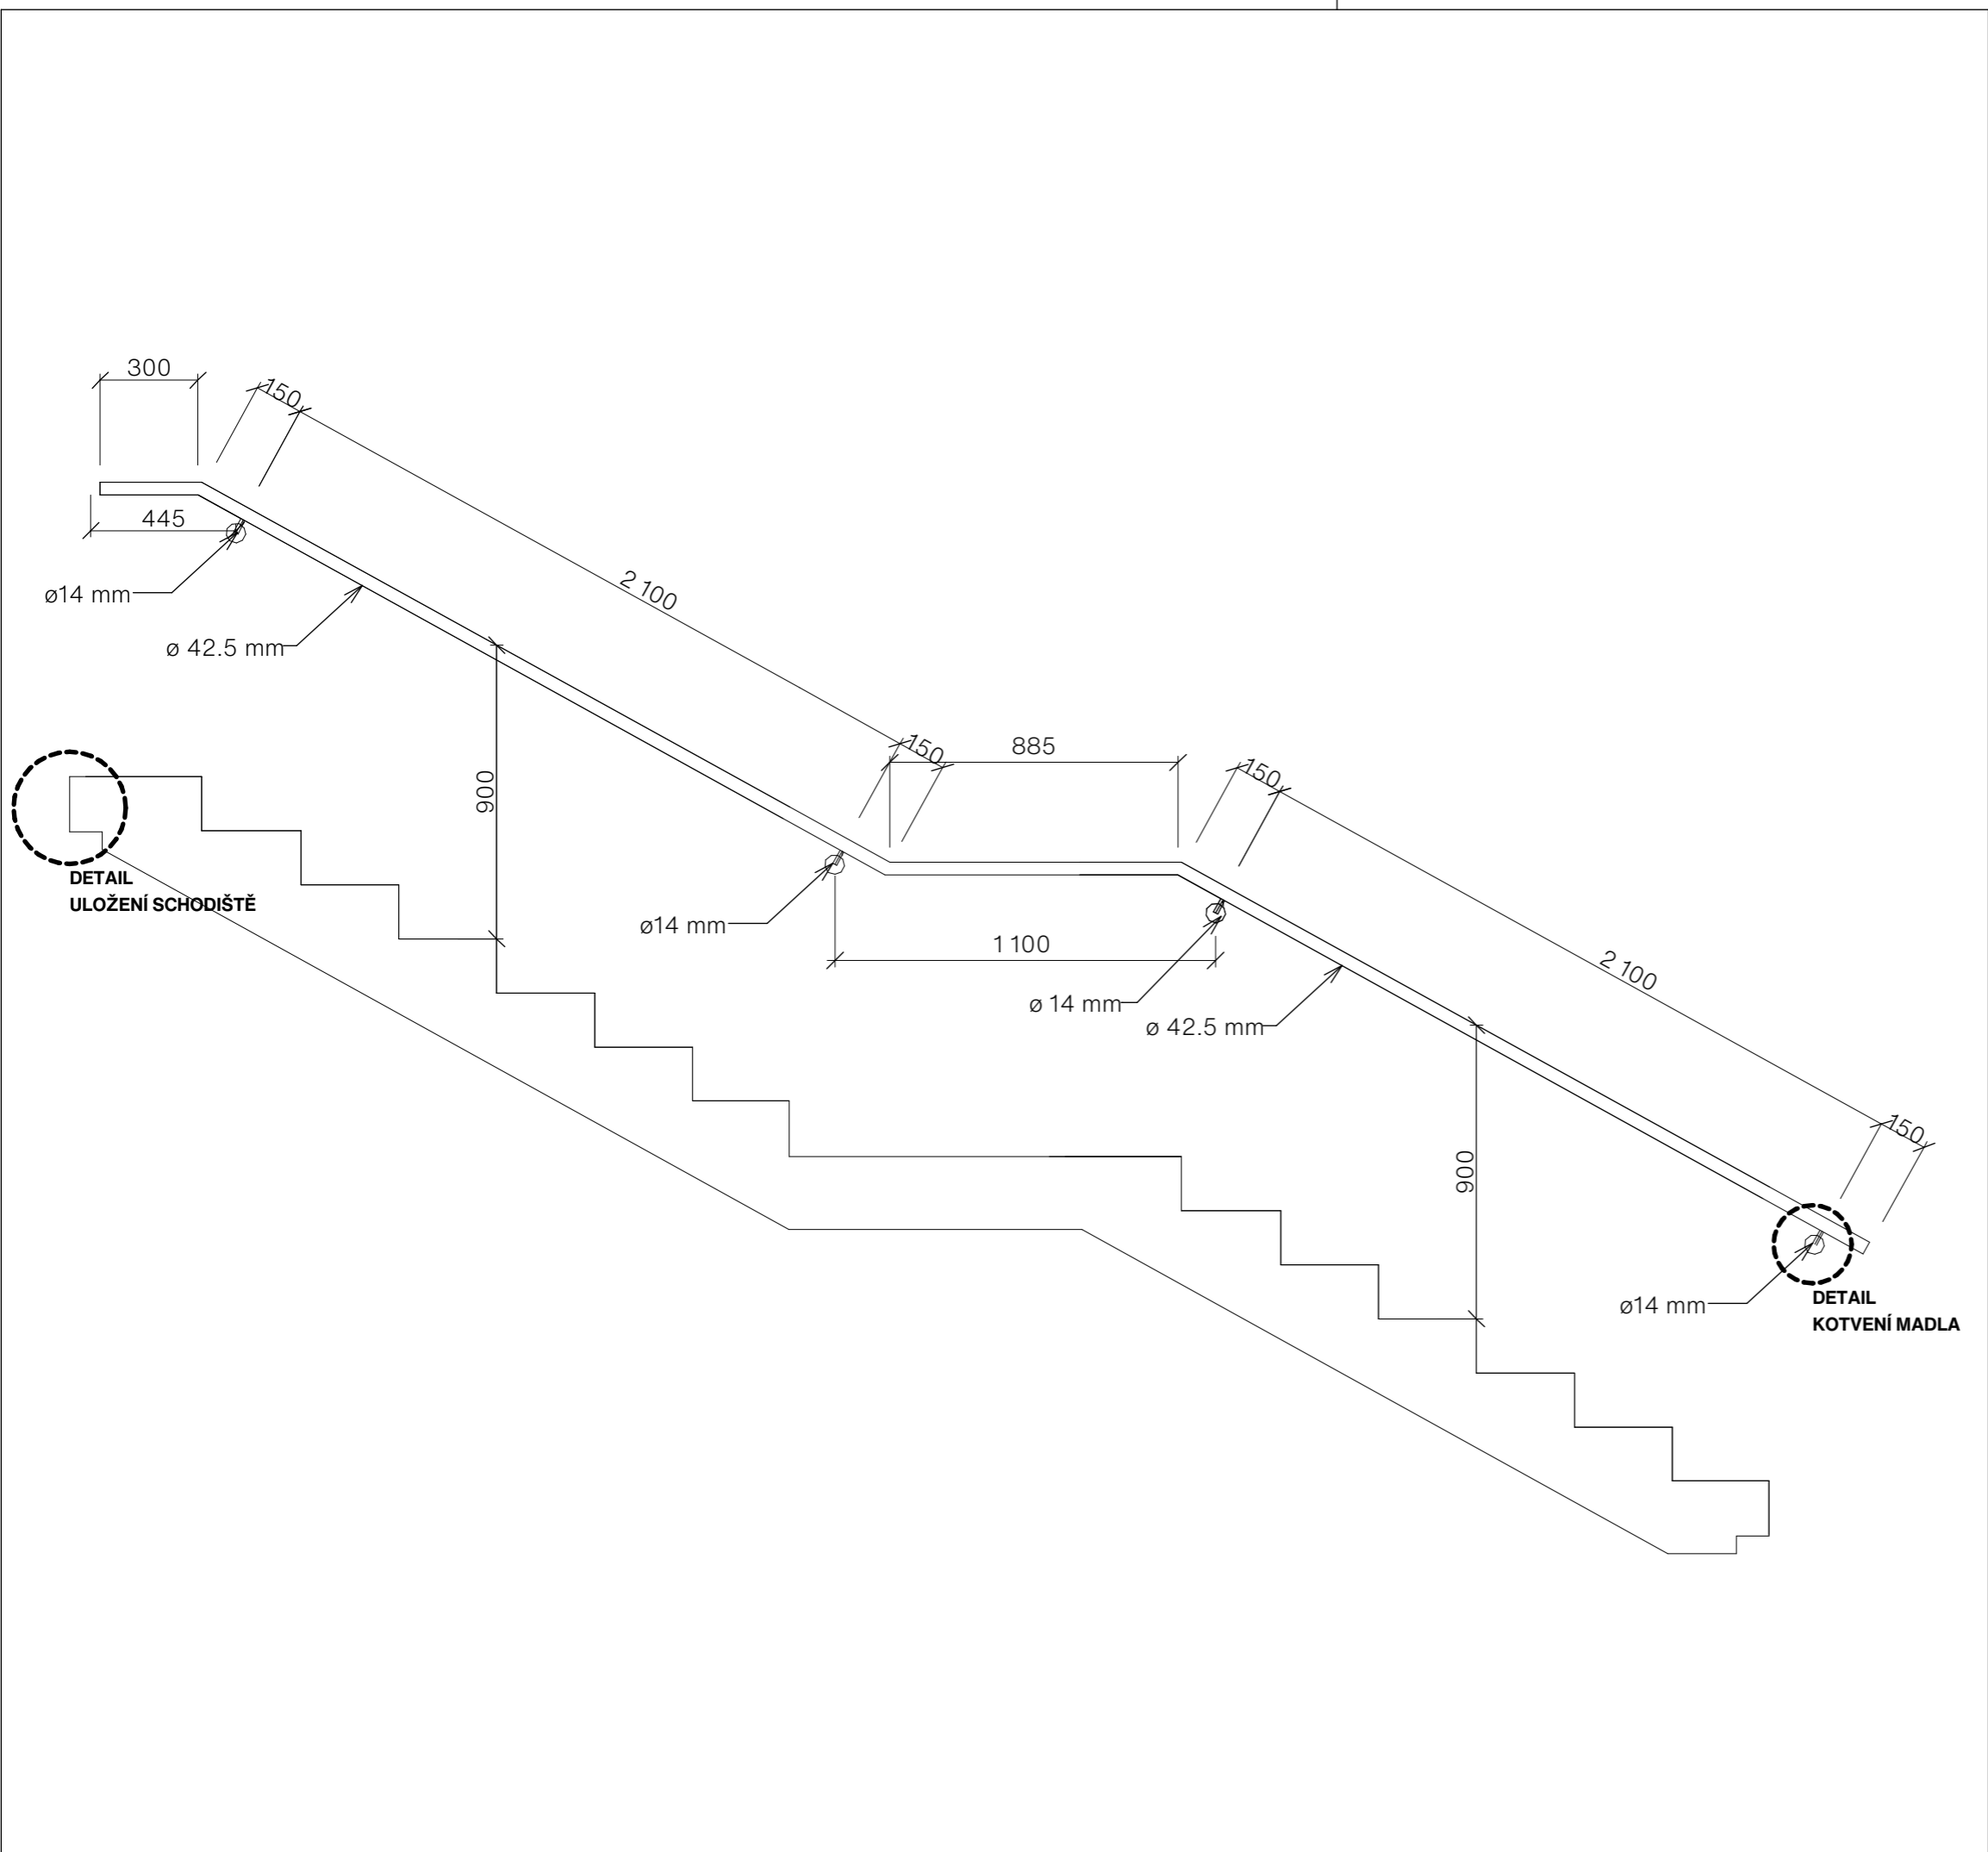 300
150
445
ø14 mm
2 100
ø 42.5 mm
900
150
885
150
DETAIL
ULOŽENÍ SCHODIŠTĚ
ø14 mm
1 100
2 100
ø 14 mm
ø 42.5 mm
900
150
ø14 mm
DETAIL
KOTVENÍ MADLA